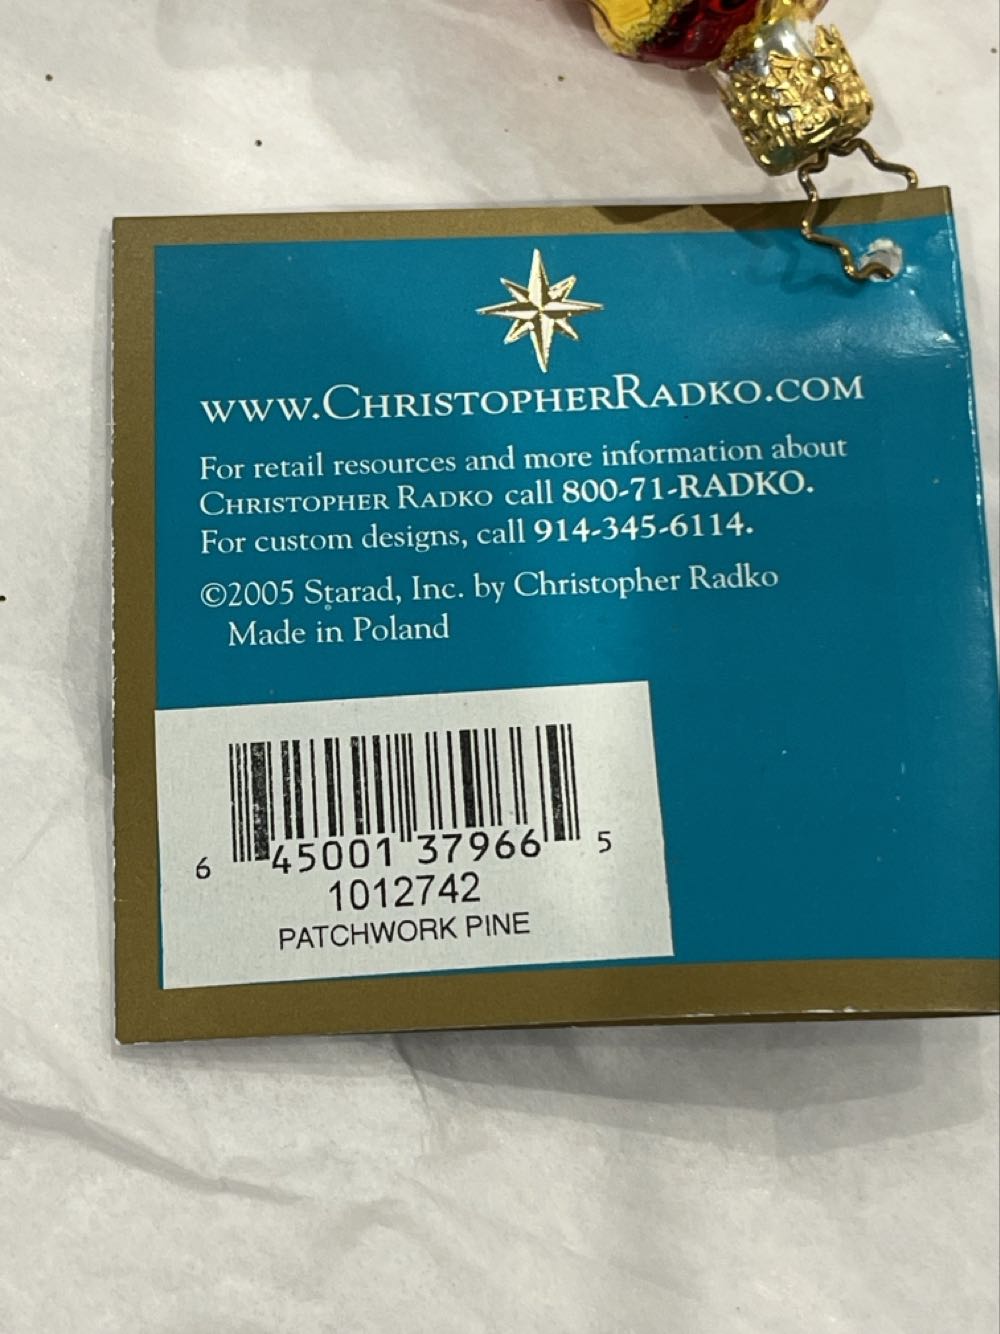 www.ChristopherRadko.com
For retail resources and more information about
Christopher Radko call 800-71-RADKO.
For custom designs, call 914-345-6114.
©2005 Starad, Inc. by Christopher Radko
Made in Poland
6 45001 37966 5
1012742
PATCHWORK PINE